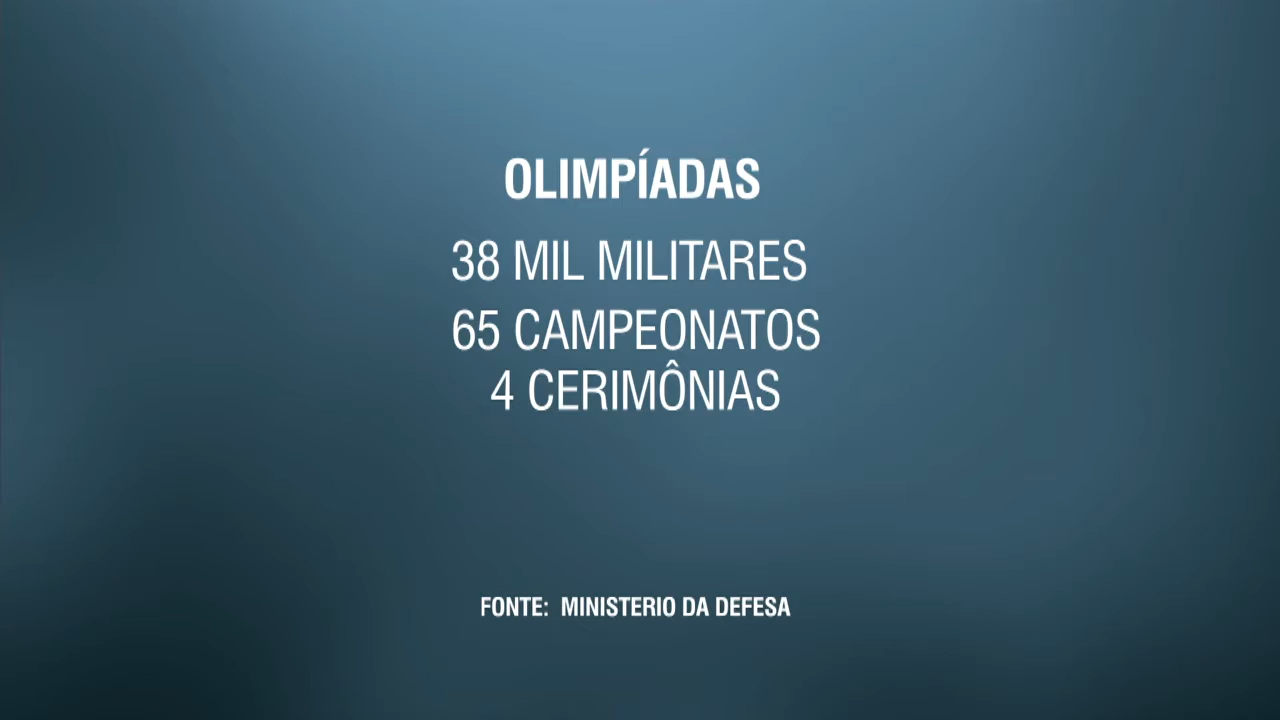 OLIMPÍADAS
38 MIL MILITARES
65 CAMPEONATOS
4 CERIMÔNIAS
FONTE: MINISTERIO DA DEFESA